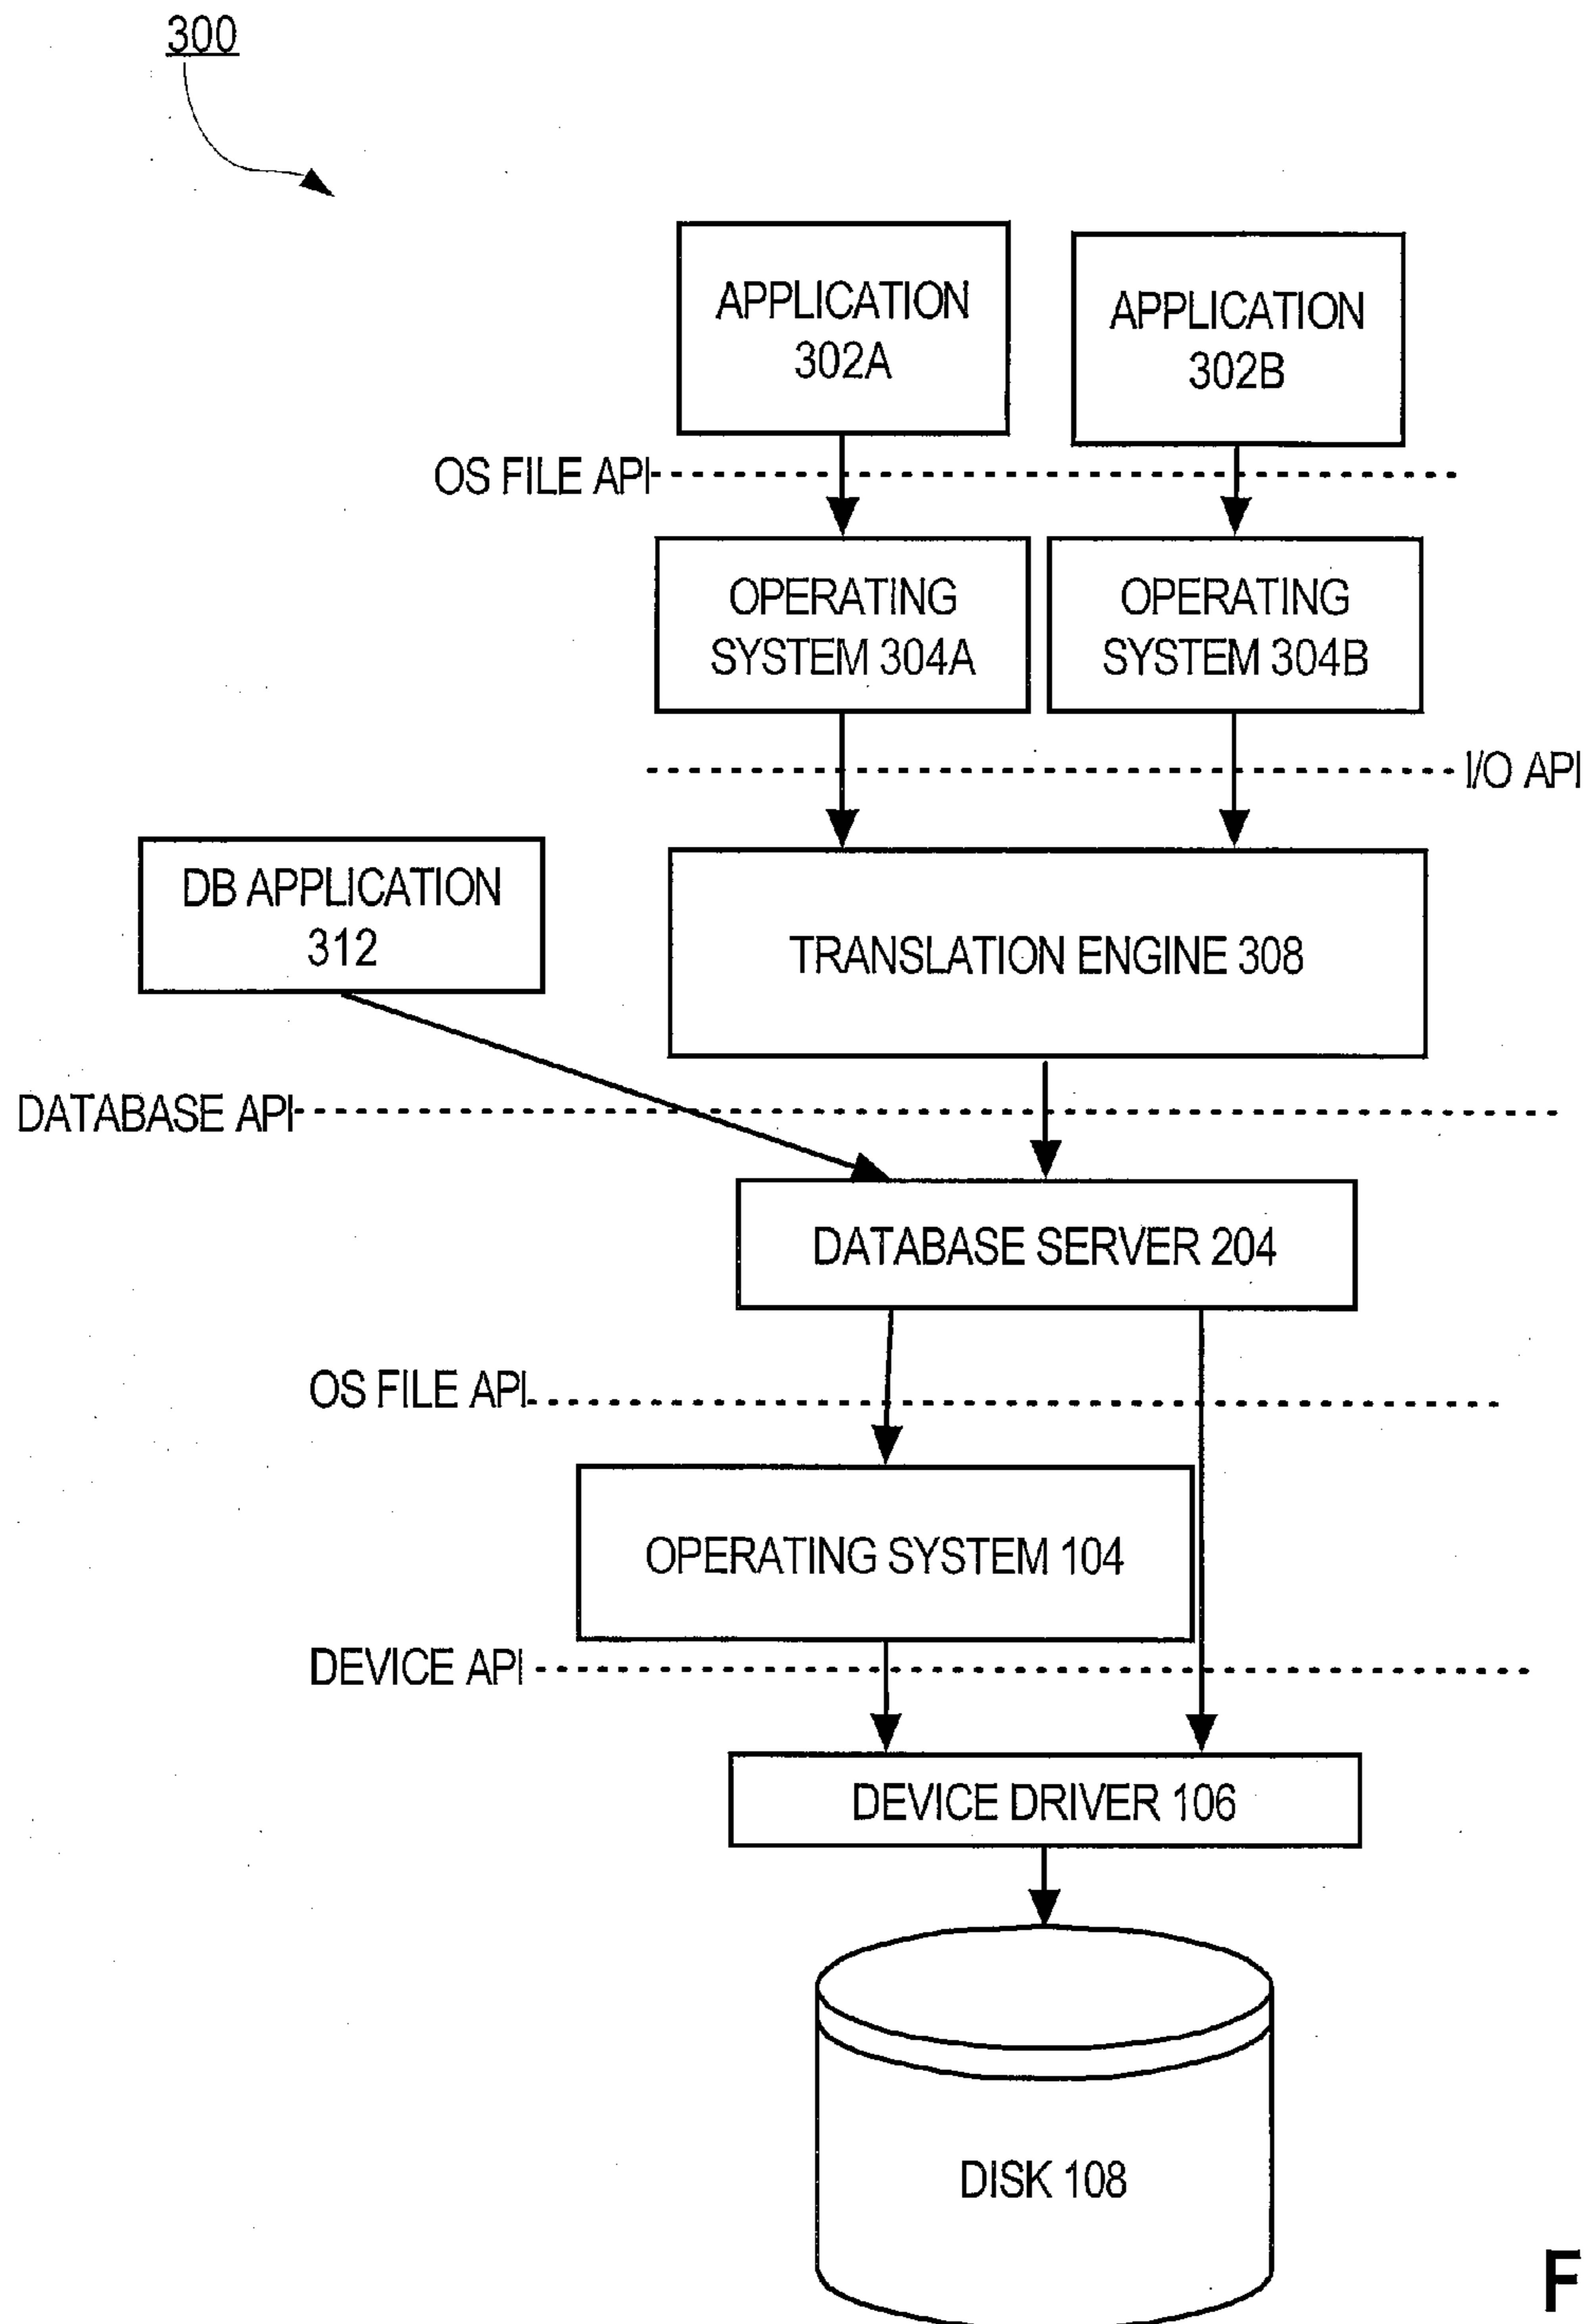 300
APPLICATION
302A
APPLICATION
302B
OS FILE API
OPERATING
SYSTEM 304A
OPERATING
SYSTEM 304B
I/O API
DB APPLICATION
312
TRANSLATION ENGINE 308
DATABASE API
DATABASE SERVER 204
OS FILE API
OPERATING SYSTEM 104
DEVICE API
DEVICE DRIVER 106
DISK 108
F